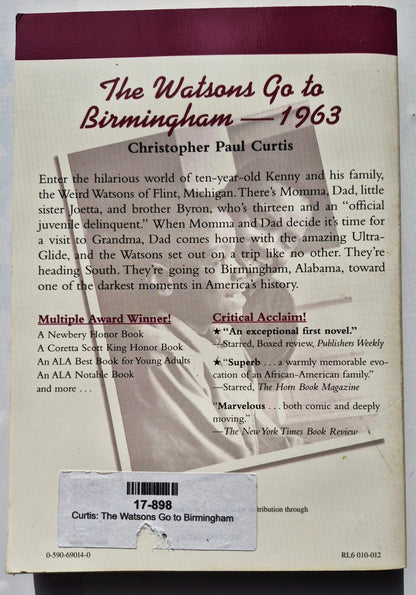 The Watsons Go to
Birmingham — 1963
Christopher Paul Curtis
Enter the hilarious world of ten-year-old Kenny and his family,
the Weird Watsons of Flint, Michigan. There's Momma, Dad, little
sister Joetta, and brother Byron, who's thirteen and an "official
juvenile delinquent." When Momma and Dad decide it's time for
a visit to Grandma, Dad comes home with the amazing Ultra-
Glide, and the Watsons set out on a trip like no other. They're
heading South. They're going to Birmingham, Alabama, toward
one of the darkest moments in America's history.
Multiple Award Winner!
A Newbery Honor Book
A Coretta Scott King Honor Book
An ALA Best Book for Young Adults
An ALA Notable Book
and more . . .
Critical Acclaim!
★ "An exceptional first novel."
—Starred, Boxed review, Publishers Weekly
★ "Superb . . . a warmly memorable evo-
cation of an African-American family."
—Starred, The Horn Book Magazine
"Marvelous . . . both comic and deeply
moving."
—The New York Times Book Review
distribution through
17-898
Curtis: The Watsons Go to Birmingham
0-590-69014-0
RL6 010-012